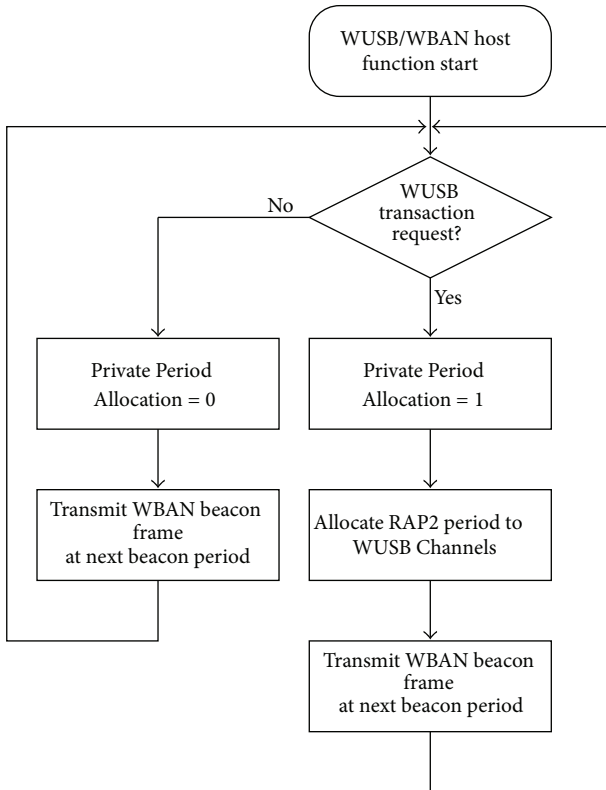 WUSB/WBAN host
function start
WUSB
transaction
request?
No
Yes
Private Period
Allocation = 0
Private Period
Allocation = 1
Transmit WBAN beacon
frame
at next beacon period
Allocate RAP2 period to
WUSB Channels
Transmit WBAN beacon
frame
at next beacon period